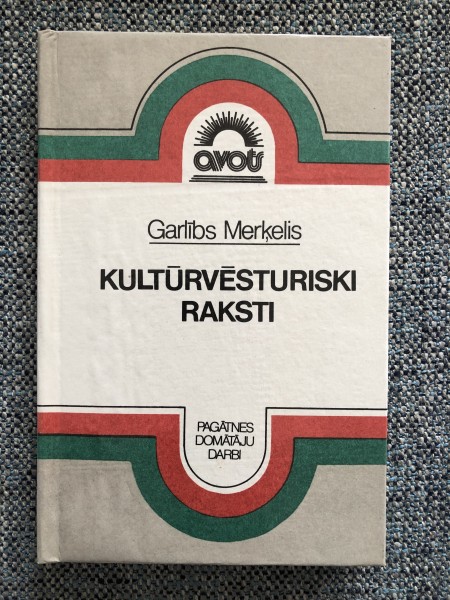 avots
Garlībs Merķelis
KULTŪRVĒSTURISKI
RAKSTI
PAGĀTNES
DOMĀTĀJU
DARBI